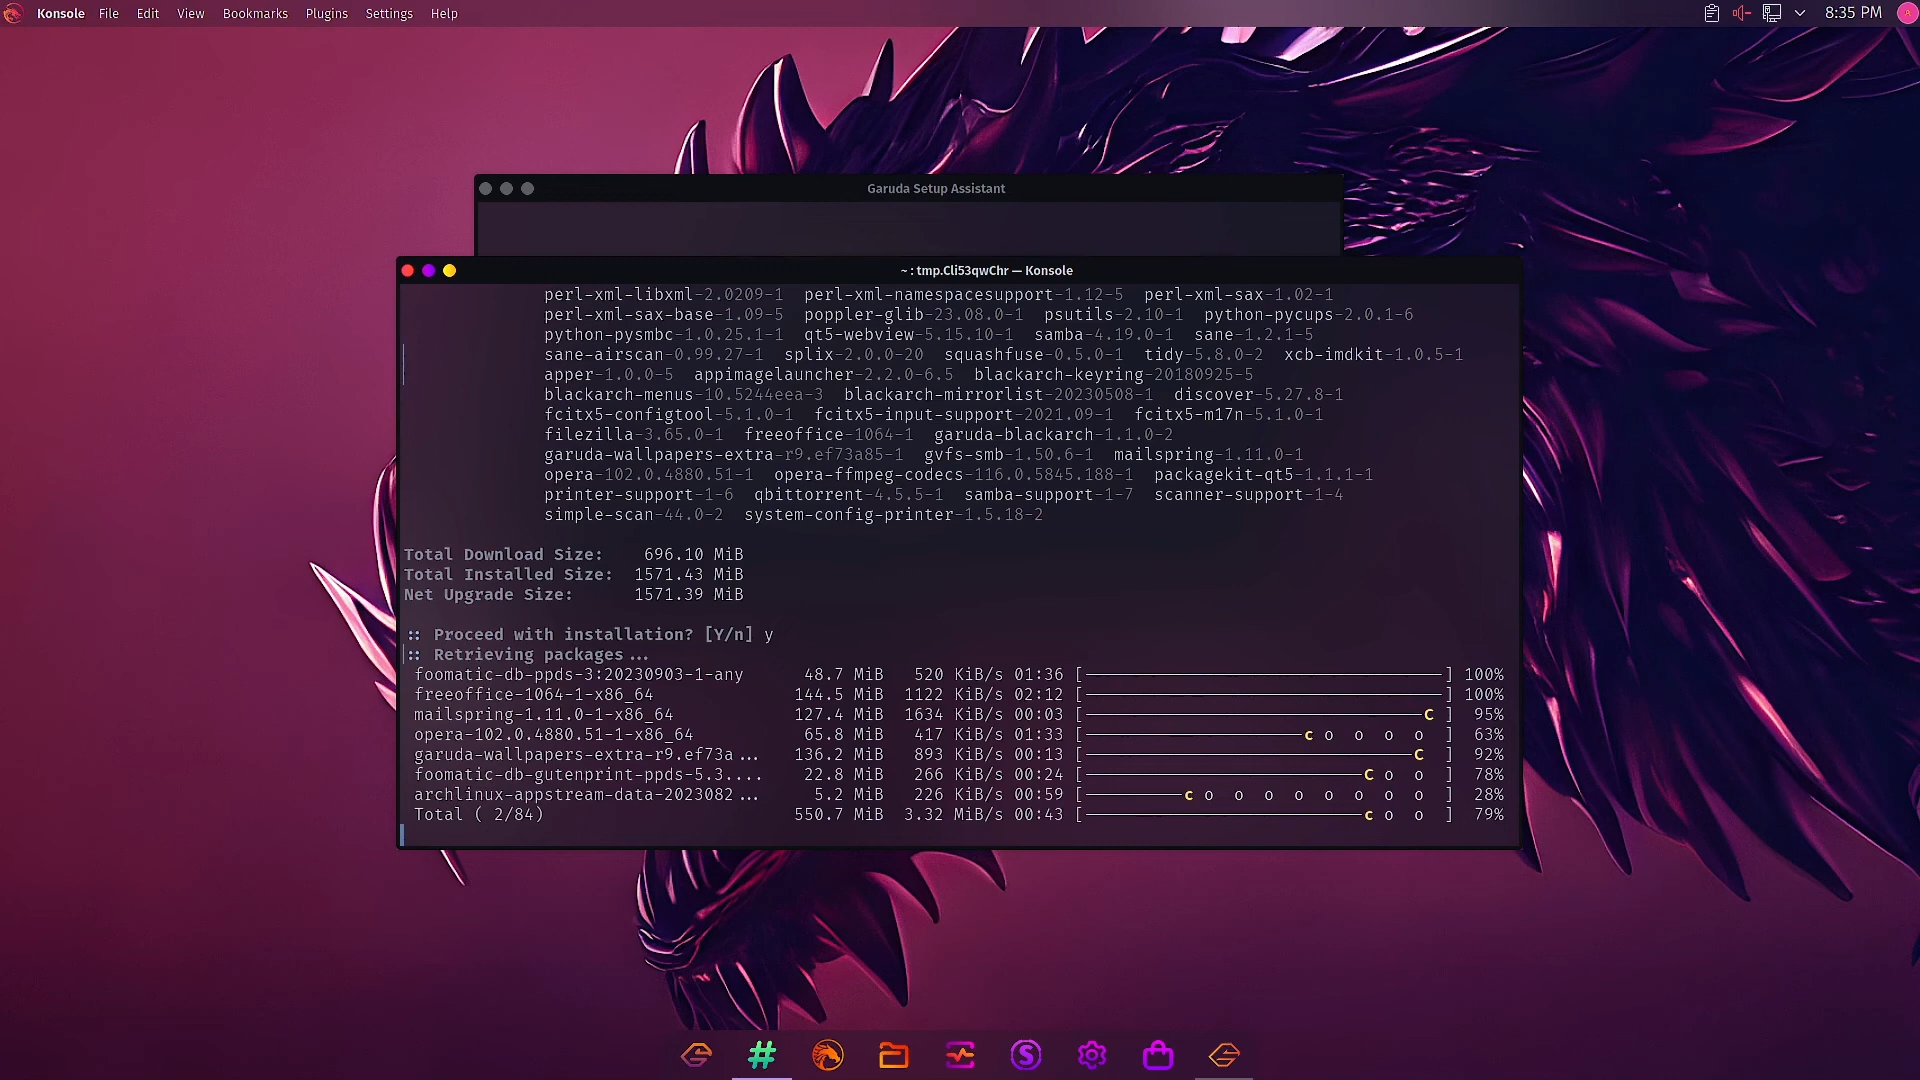 Konsole File Edit View Bookmarks Plugins Settings Help 8:35 PM
Garuda Setup Assistant
~ : tmp.Cli53qwChr — Konsole
perl-xml-libxml-2.0209-1 perl-xml-namespacesupport-1.12-5 perl-xml-sax-1.02-1
perl-xml-sax-base-1.09-5 poppler-glib-23.08.0-1 psutils-2.10-1 python-pycups-2.0.1-6
python-pysmbc-1.0.25.1-1 qt5-webview-5.15.10-1 samba-4.19.0-1 sane-1.2.1-5
sane-airscan-0.99.27-1 splix-2.0.0-20 squashfuse-0.5.0-1 tidy-5.8.0-2 xcb-imdkit-1.0.5-1
apper-1.0.0-5 appimagelauncher-2.2.0-6.5 blackarch-keyring-20180925-5
blackarch-menus-10.5244eea-3 blackarch-mirrorlist-20230508-1 discover-5.27.8-1
fcitx5-configtool-5.1.0-1 fcitx5-input-support-2021.09-1 fcitx5-m17n-5.1.0-1
filezilla-3.65.0-1 freeoffice-1064-1 garuda-blackarch-1.1.0-2
garuda-wallpapers-extra-r9.ef73a85-1 gvfs-smb-1.50.6-1 mailspring-1.11.0-1
opera-102.0.4880.51-1 opera-ffmpeg-codecs-116.0.5845.188-1 packagekit-qt5-1.1.1-1
printer-support-1-6 qbittorrent-4.5.5-1 samba-support-1-7 scanner-support-1-4
simple-scan-44.0-2 system-config-printer-1.5.18-2
Total Download Size: 696.10 MiB
Total Installed Size: 1571.43 MiB
Net Upgrade Size: 1571.39 MiB
:: Proceed with installation? [Y/n] y
:: Retrieving packages...
foomatic-db-ppds-3:20230903-1-any 48.7 MiB 520 KiB/s 01:36 [------------------------------------] 100%
freeoffice-1064-1-x86_64 144.5 MiB 1122 KiB/s 02:12 [------------------------------------] 100%
mailspring-1.11.0-1-x86_64 127.4 MiB 1634 KiB/s 00:03 [----------------------------------C ] 95%
opera-102.0.4880.51-1-x86_64 65.8 MiB 417 KiB/s 01:33 [----------------------c o  o  o  o  ] 63%
garuda-wallpapers-extra-r9.ef73a... 136.2 MiB 893 KiB/s 00:13 [---------------------------------C  ] 92%
foomatic-db-gutenprint-ppds-5.3.... 22.8 MiB 266 KiB/s 00:24 [----------------------------C o  o  ] 78%
archlinux-appstream-data-2023082... 5.2 MiB 226 KiB/s 00:59 [----------c o  o  o  o  o  o  o  o  ] 28%
Total ( 2/84) 550.7 MiB 3.32 MiB/s 00:43 [----------------------------c o  o  ] 79%